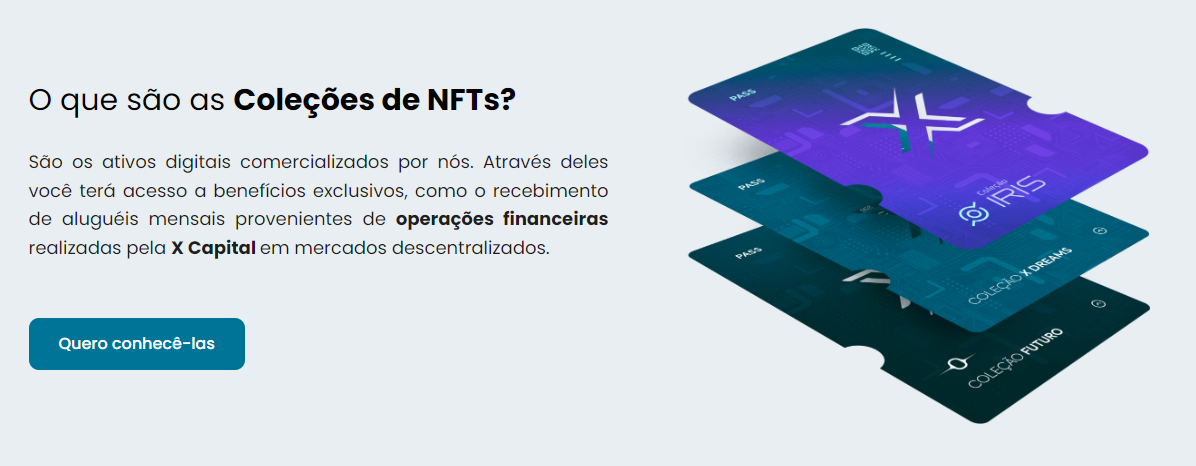 O que são as Coleções de NFTs?
São os ativos digitais comercializados por nós. Através deles
você terá acesso a benefícios exclusivos, como o recebimento
de aluguéis mensais provenientes de operações financeiras
realizadas pela X Capital em mercados descentralizados.
Quero conhecê-las
PASS
Coleção
IRIS
PASS
COLEÇÃO X DREAMS
PASS
COLEÇÃO FUTURO